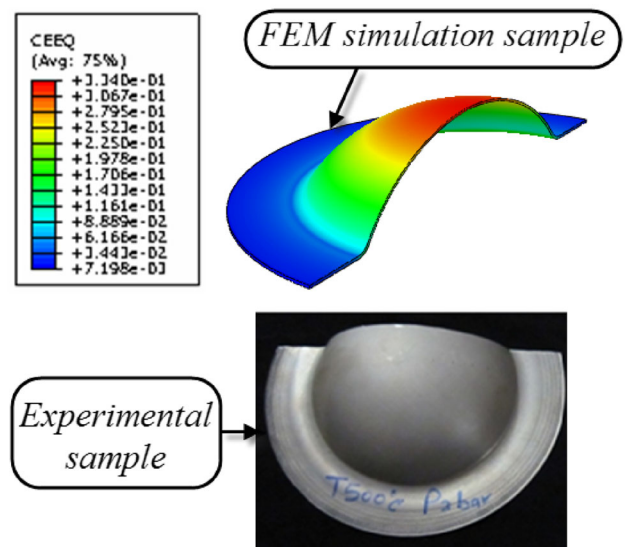 CEEQ
(Avg: 75%)
+3.340e-01
+3.067e-01
+2.795e-01
+2.523e-01
+2.250e-01
+1.978e-01
+1.706e-01
+1.433e-01
+1.161e-01
+8.889e-02
+6.166e-02
+3.443e-02
+7.198e-03
FEM simulation sample
Experimental
sample
T500°c Pabar